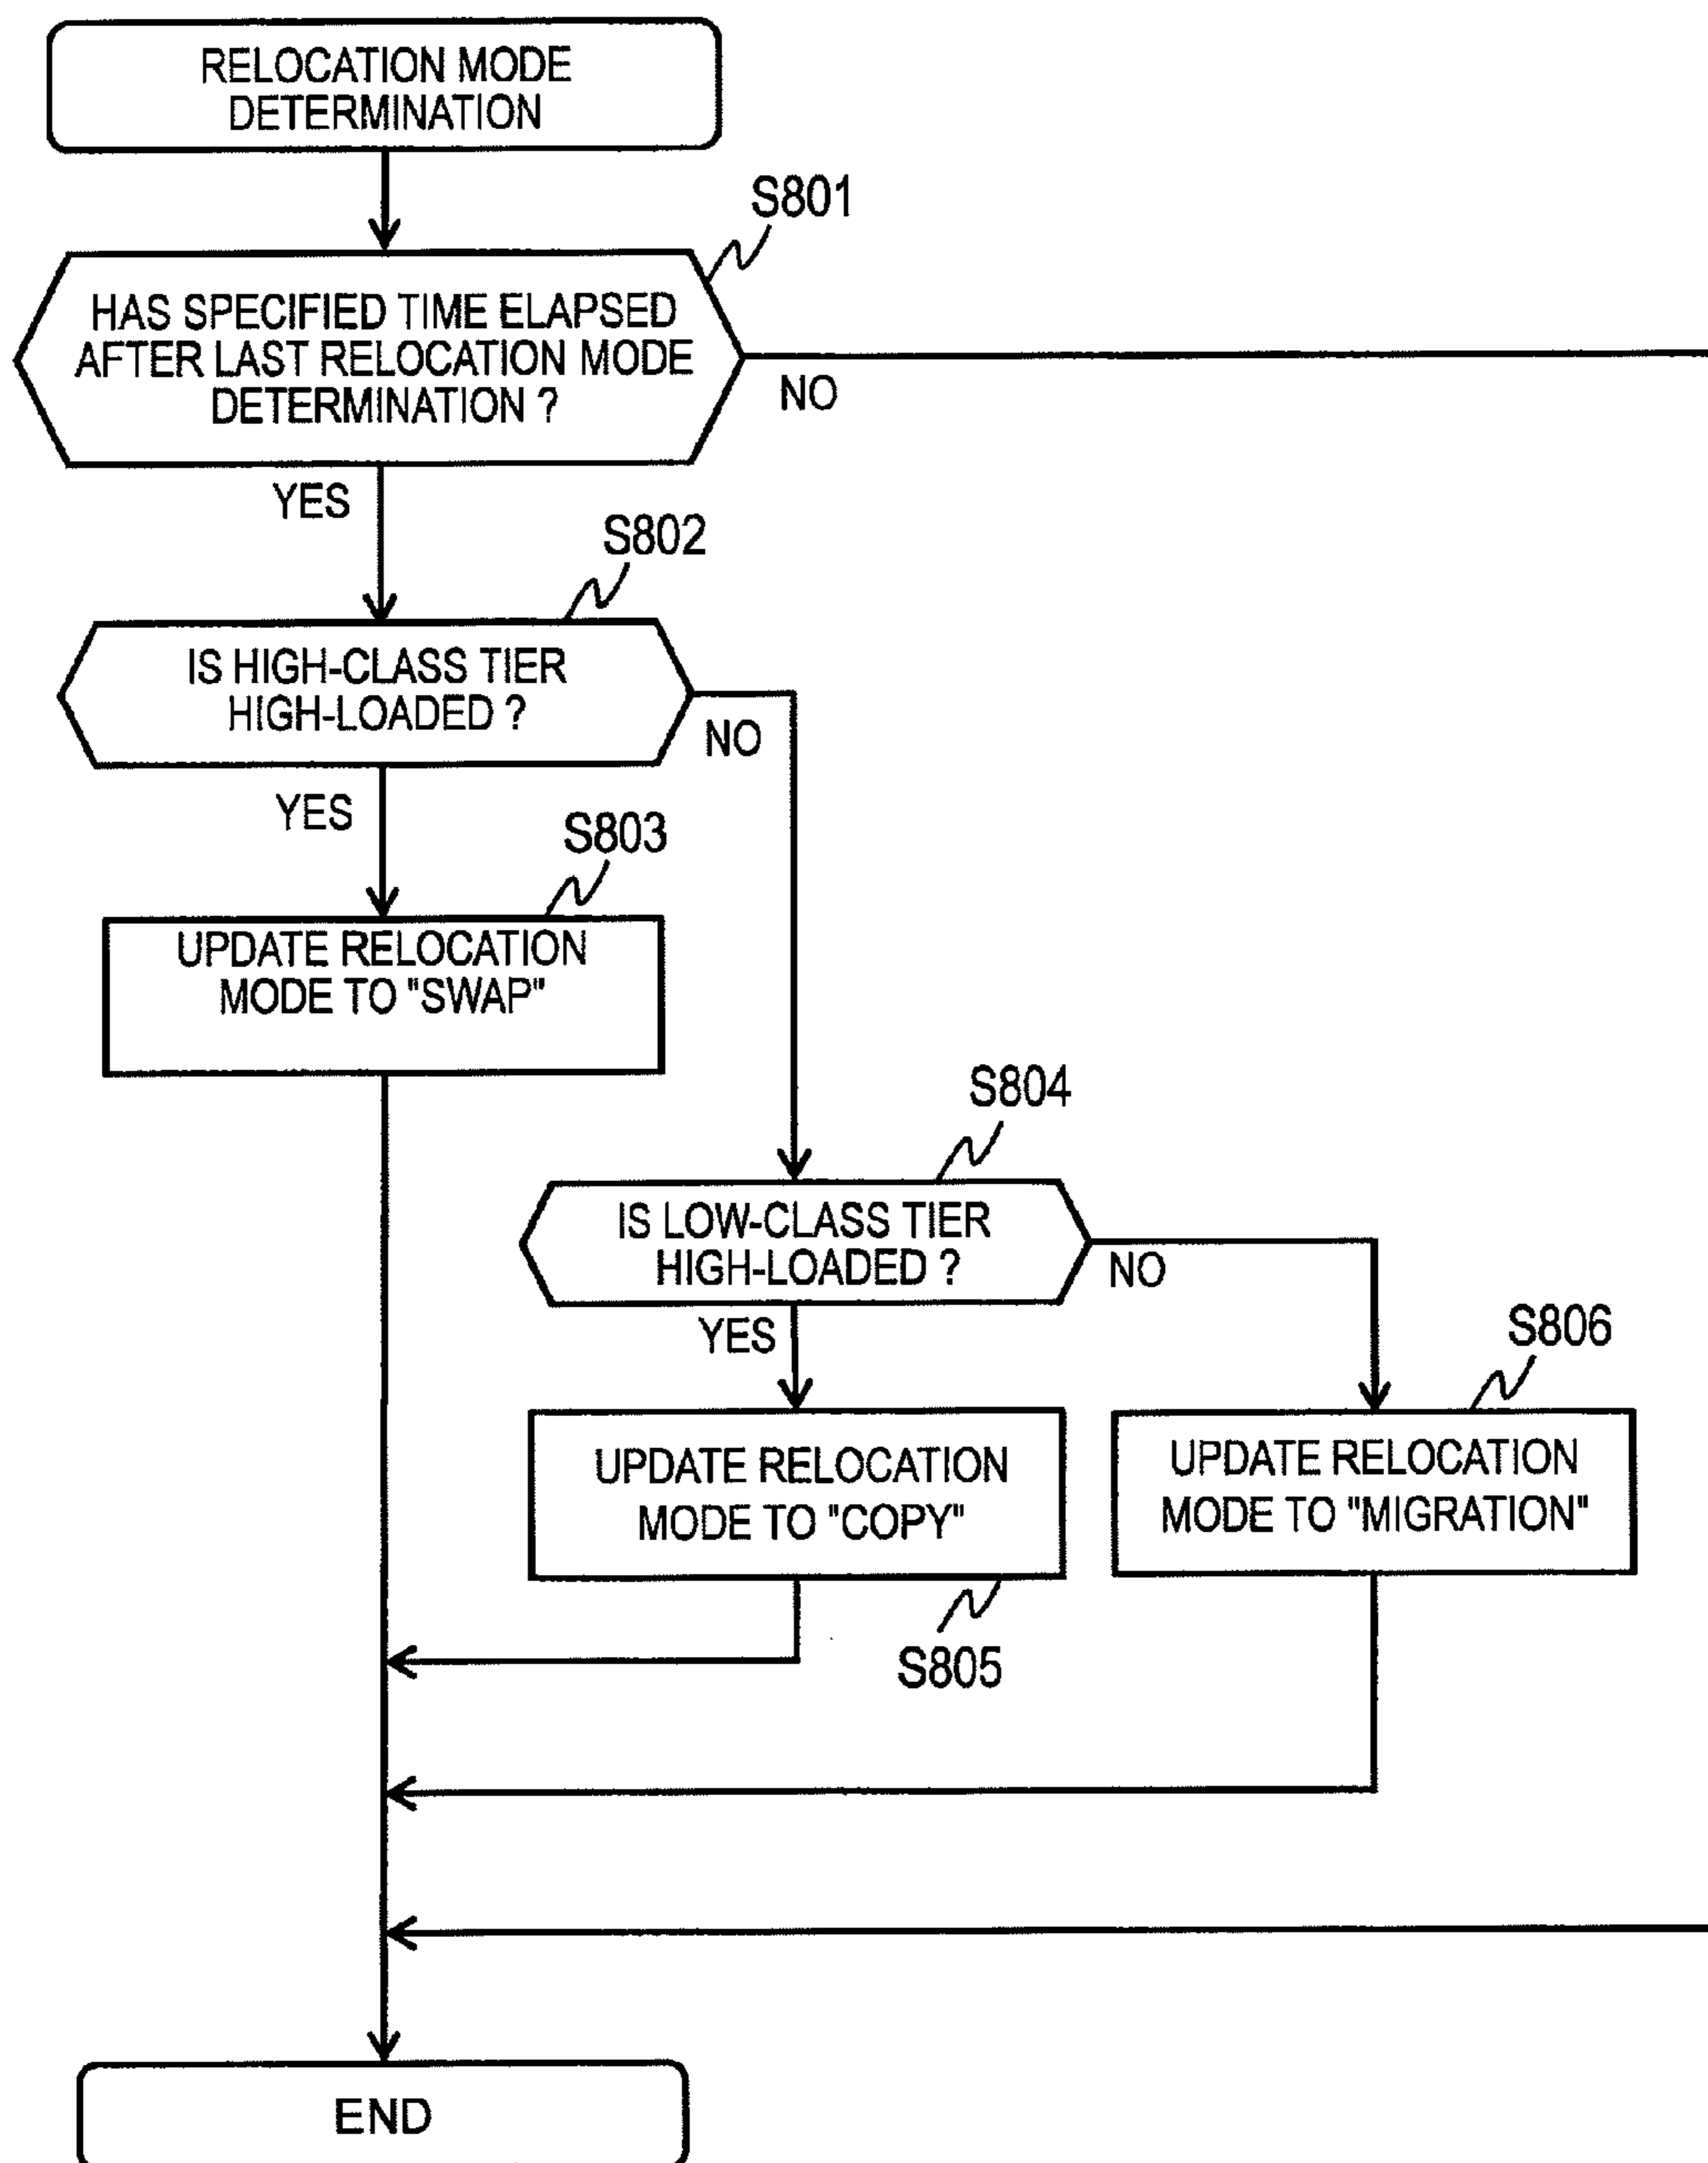 RELOCATION MODE
DETERMINATION
S801
HAS SPECIFIED TIME ELAPSED
AFTER LAST RELOCATION MODE
DETERMINATION ?
NO
YES
S802
IS HIGH-CLASS TIER
HIGH-LOADED ?
NO
YES
S803
UPDATE RELOCATION
MODE TO "SWAP"
S804
IS LOW-CLASS TIER
HIGH-LOADED ?
NO
YES
S806
UPDATE RELOCATION
MODE TO "COPY"
UPDATE RELOCATION
MODE TO "MIGRATION"
S805
END